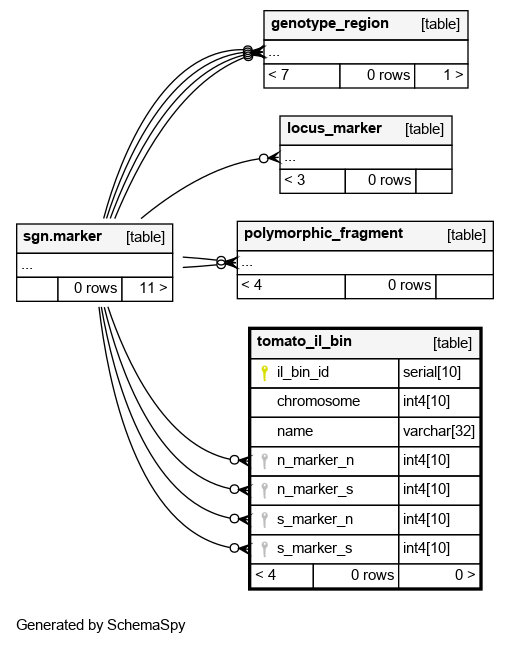 genotype_region [table]
...
< 7 0 rows 1 >
locus_marker [table]
...
< 3 0 rows
sgn.marker [table]
...
0 rows 11 >
polymorphic_fragment [table]
...
< 4 0 rows
tomato_il_bin [table]
il_bin_id serial[10]
chromosome int4[10]
name varchar[32]
n_marker_n int4[10]
n_marker_s int4[10]
s_marker_n int4[10]
s_marker_s int4[10]
< 4 0 rows 0 >
Generated by SchemaSpy